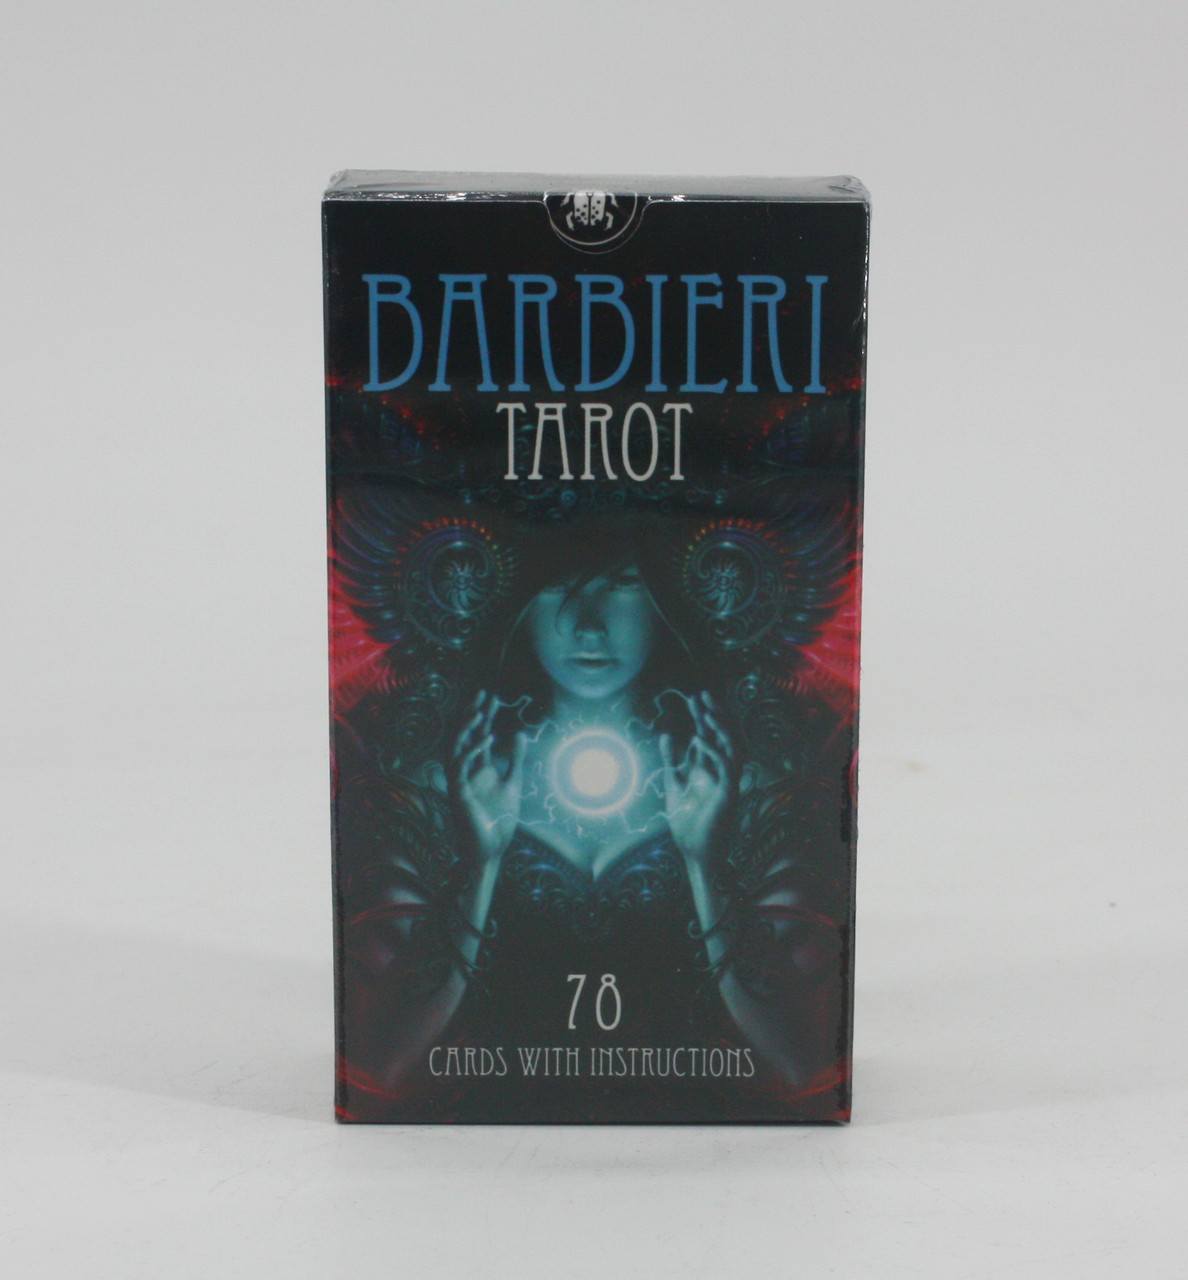 BARBIERI
TAROT
78
CARDS WITH INSTRUCTIONS